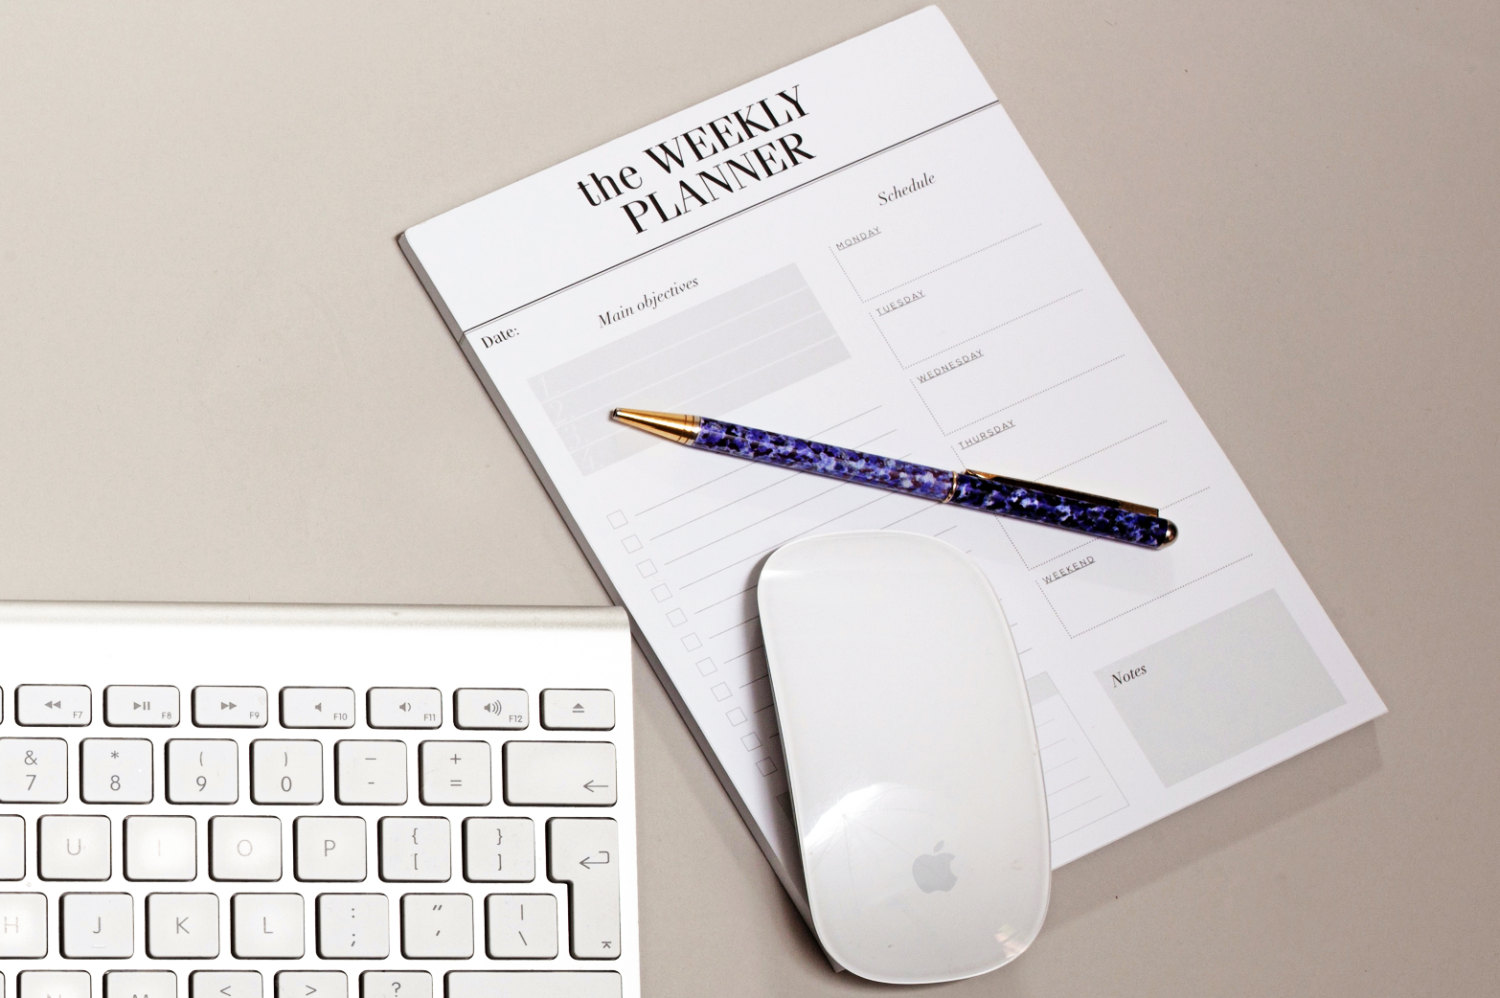 the WEEKLY
PLANNER
Date:
Main objectives
Schedule
MONDAY
TUESDAY
WEDNESDAY
THURSDAY
WEEKEND
Notes
F7 F8 F9 F10 F11 F12
& * ( ) — +
7 8 9 0 - =
U I O P { }
[ ]
H J K L : " |
; ' \
N M < > ?